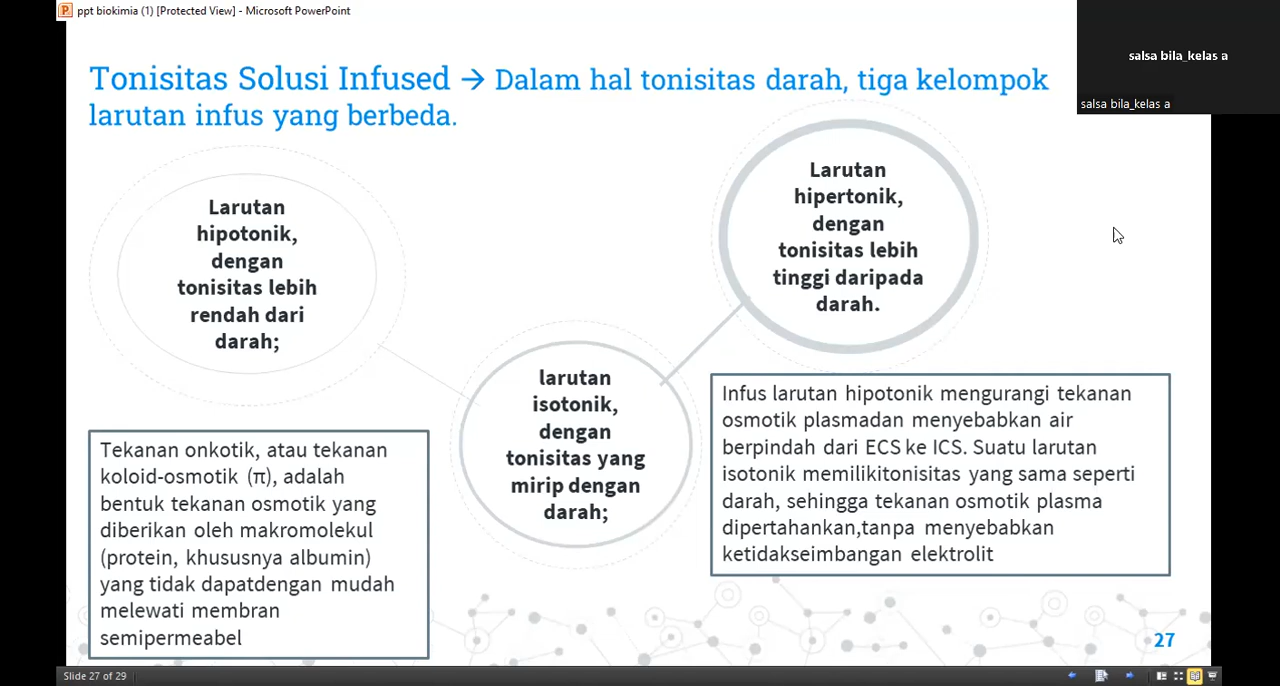 ppt biokimia (1) [Protected View] - Microsoft PowerPoint
salsa bila_kelas a
salsa bila_kelas a
Tonisitas Solusi Infused → Dalam hal tonisitas darah, tiga kelompok
larutan infus yang berbeda.
Larutan
hipotonik,
dengan
tonisitas lebih
rendah dari
darah;
larutan
isotonik,
dengan
tonisitas yang
mirip dengan
darah;
Larutan
hipertonik,
dengan
tonisitas lebih
tinggi daripada
darah.
Tekanan onkotik, atau tekanan
koloid-osmotik (π), adalah
bentuk tekanan osmotik yang
diberikan oleh makromolekul
(protein, khususnya albumin)
yang tidak dapatdengan mudah
melewati membran
semipermeabel
Infus larutan hipotonik mengurangi tekanan
osmotik plasmadan menyebabkan air
berpindah dari ECS ke ICS. Suatu larutan
isotonik memilikitonisitas yang sama seperti
darah, sehingga tekanan osmotik plasma
dipertahankan,tanpa menyebabkan
ketidakseimbangan elektrolit
27
Slide 27 of 29